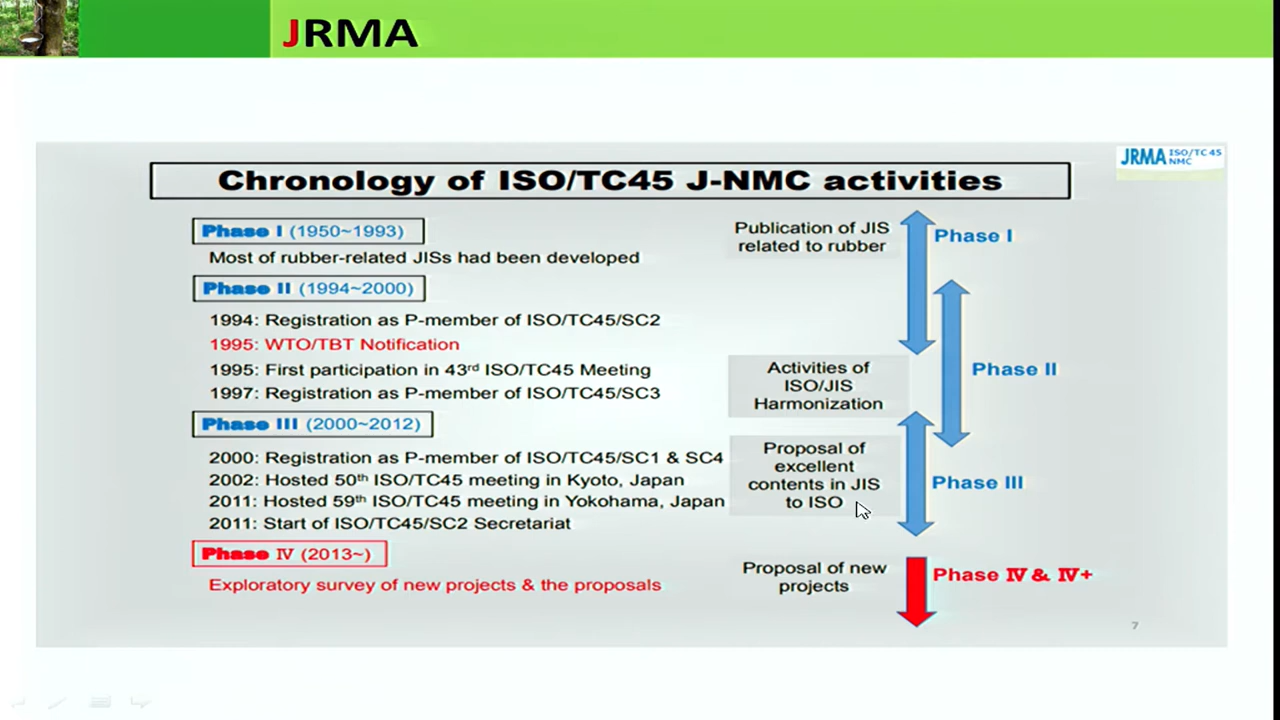 JRMA
JRMA ISO/TC 45
NMC
Chronology of ISO/TC45 J-NMC activities
Phase I (1950~1993)
Most of rubber-related JISs had been developed
Phase II (1994~2000)
1994: Registration as P-member of ISO/TC45/SC2
1995: WTO/TBT Notification
1995: First participation in 43rd ISO/TC45 Meeting
1997: Registration as P-member of ISO/TC45/SC3
Phase III (2000~2012)
2000: Registration as P-member of ISO/TC45/SC1 & SC4
2002: Hosted 50th ISO/TC45 meeting in Kyoto, Japan
2011: Hosted 59th ISO/TC45 meeting in Yokohama, Japan
2011: Start of ISO/TC45/SC2 Secretariat
Phase Ⅳ (2013~)
Exploratory survey of new projects & the proposals
Publication of JIS
related to rubber
Phase I
Activities of
ISO/JIS
Harmonization
Phase II
Proposal of
excellent
contents in JIS
to ISO
Phase III
Proposal of new
projects
Phase Ⅳ & Ⅳ+
7